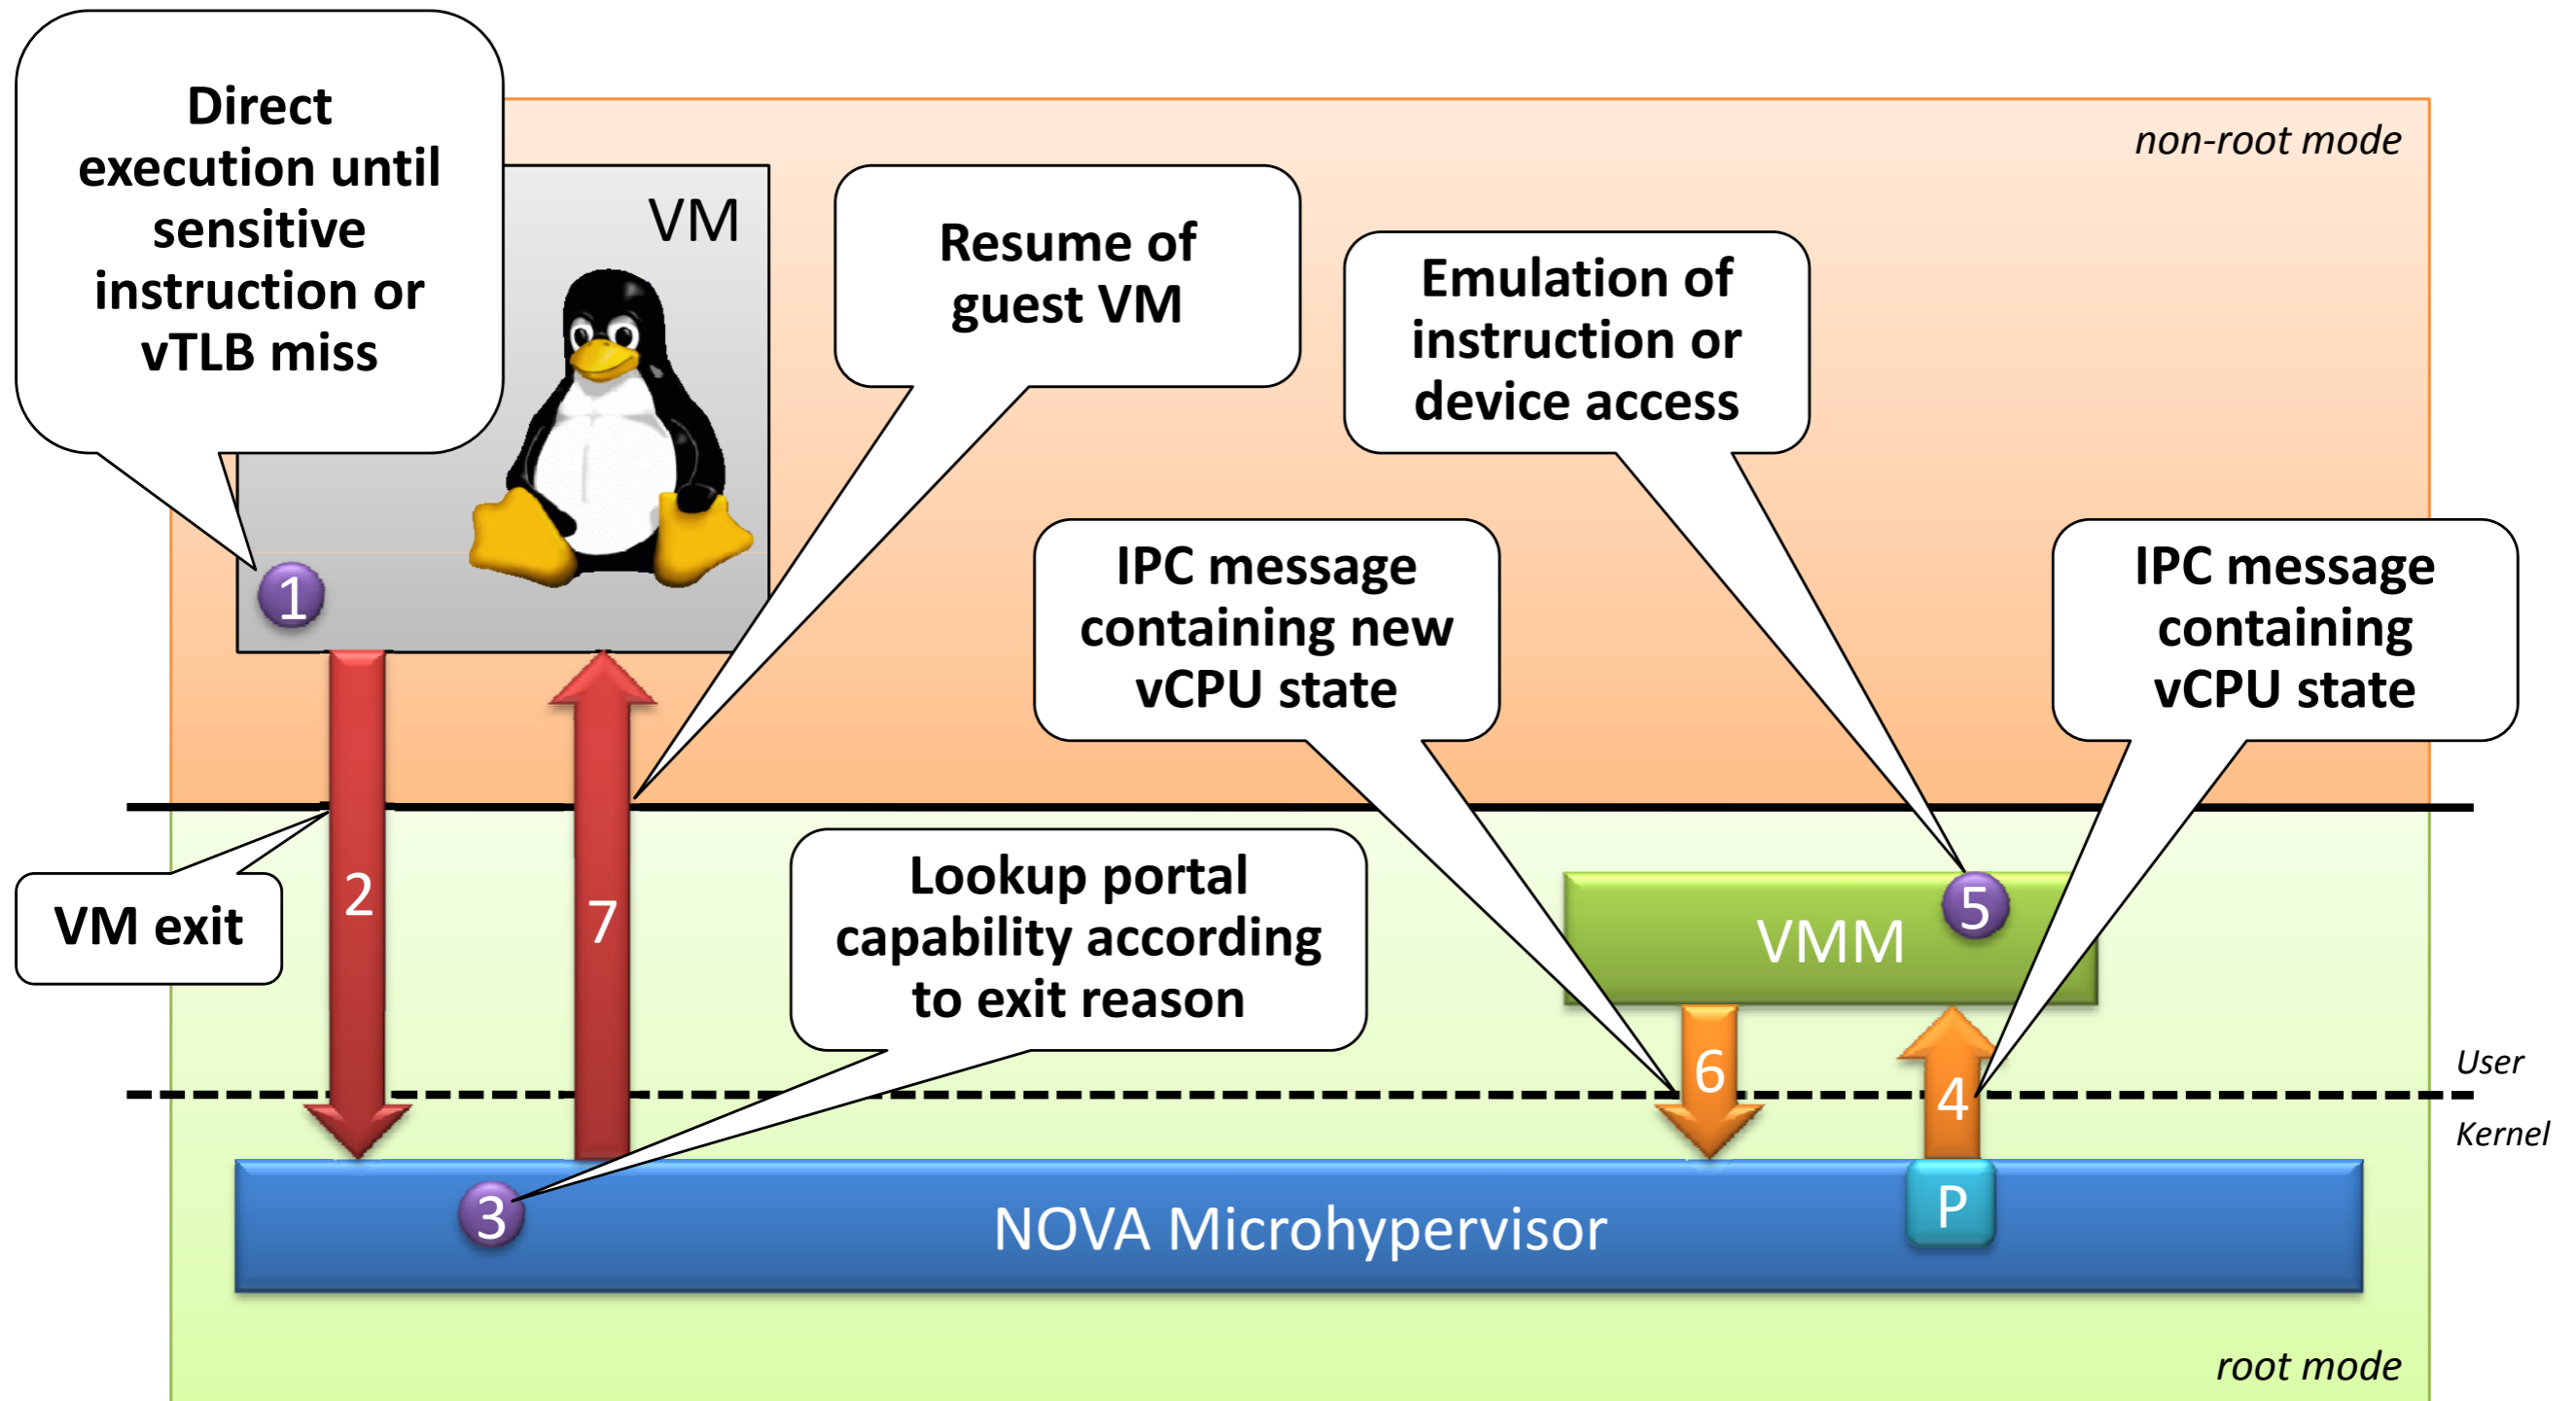 Direct
execution until
sensitive
instruction or
vTLB miss
non-root mode
VM
Resume of
guest VM
Emulation of
instruction or
device access
IPC message
containing new
vCPU state
IPC message
containing
vCPU state
1
VM exit
2
7
Lookup portal
capability according
to exit reason
VMM
5
6
4
User
Kernel
3
NOVA Microhypervisor
P
root mode